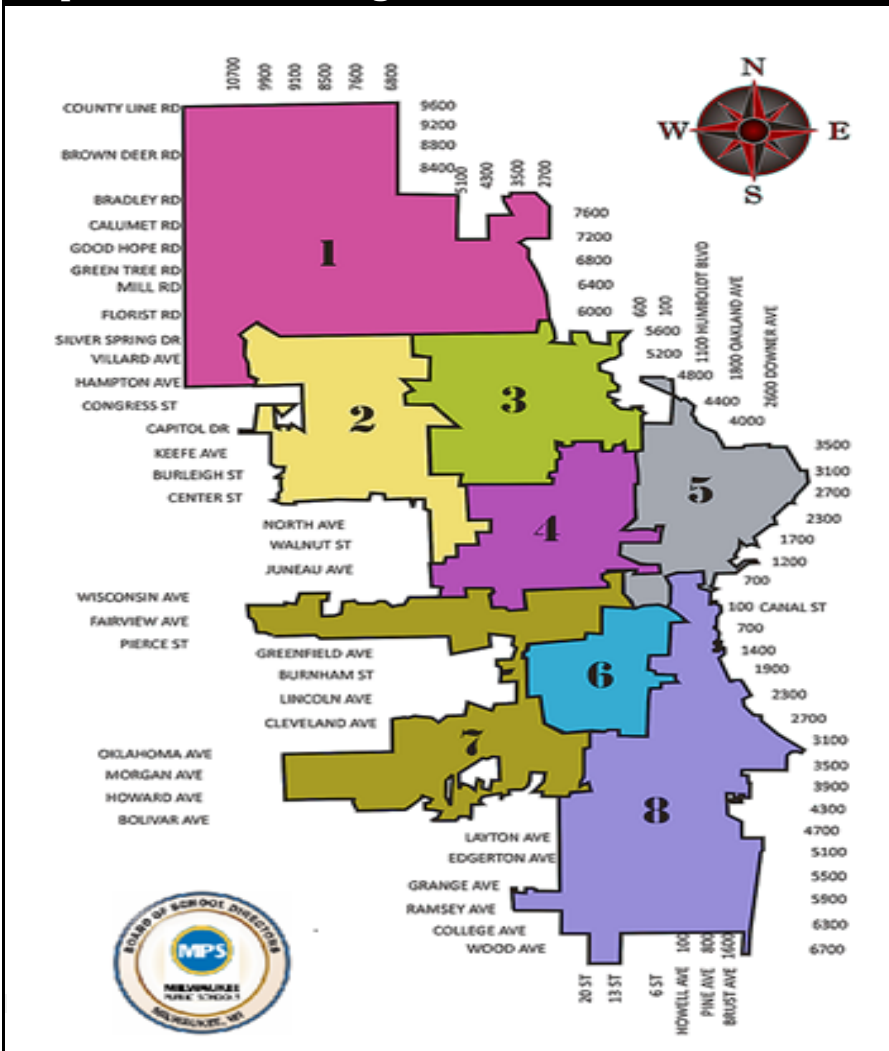 10700
9900
9100
8500
7600
6800
COUNTY LINE RD
BROWN DEER RD
BRADLEY RD
CALUMET RD
GOOD HOPE RD
GREEN TREE RD
MILL RD
FLORIST RD
SILVER SPRING DR
VILLARD AVE
HAMPTON AVE
CONGRESS ST
CAPITOL DR
KEEFE AVE
BURLEIGH ST
CENTER ST
NORTH AVE
WALNUT ST
JUNEAU AVE
WISCONSIN AVE
FAIRVIEW AVE
PIERCE ST
GREENFIELD AVE
BURNHAM ST
LINCOLN AVE
CLEVELAND AVE
OKLAHOMA AVE
MORGAN AVE
HOWARD AVE
BOLIVAR AVE
LAYTON AVE
EDGERTON AVE
GRANGE AVE
RAMSEY AVE
COLLEGE AVE
WOOD AVE
9600
9200
8800
8400
5100
4300
3500
2700
7600
7200
6800
6400
6000
600
100
1100 HUMBOLDT BLVD
1800 OAKLAND AVE
2600 DOWNER AVE
5600
5200
4800
4400
4000
3500
3100
2700
2300
1700
1200
700
100 CANAL ST
700
1400
1900
2300
2700
3100
3500
3900
4300
4700
5100
5500
5900
6300
6700
20 ST
13 ST
6 ST
HOWELL AVE 100
PINE AVE 800
BRUST AVE 1600
N
W
E
S
1
2
3
4
5
6
7
8
BOARD OF SCHOOL DIRECTORS
MPS
MILWAUKEE
PUBLIC SCHOOLS
MILWAUKEE, WI